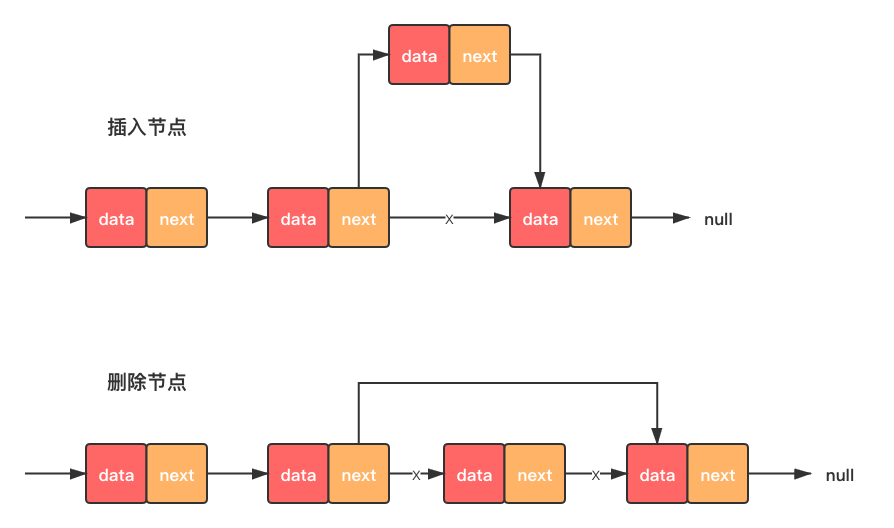 data next
插入节点
data next data next x data next null
删除节点
data next data next x data next x data next null